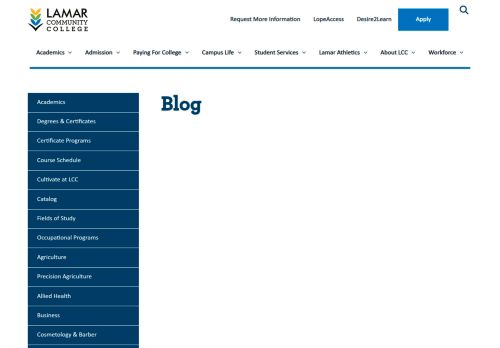 LAMAR
COMMUNITY
COLLEGE
Request More Information LopeAccess Desire2Learn Apply
Academics Admission Paying For College Campus Life Student Services Lamar Athletics About LCC Workforce
Blog
Academics
Degrees & Certificates
Certificate Programs
Course Schedule
Cultivate at LCC
Catalog
Fields of Study
Occupational Programs
Agriculture
Precision Agriculture
Allied Health
Business
Cosmetology & Barber